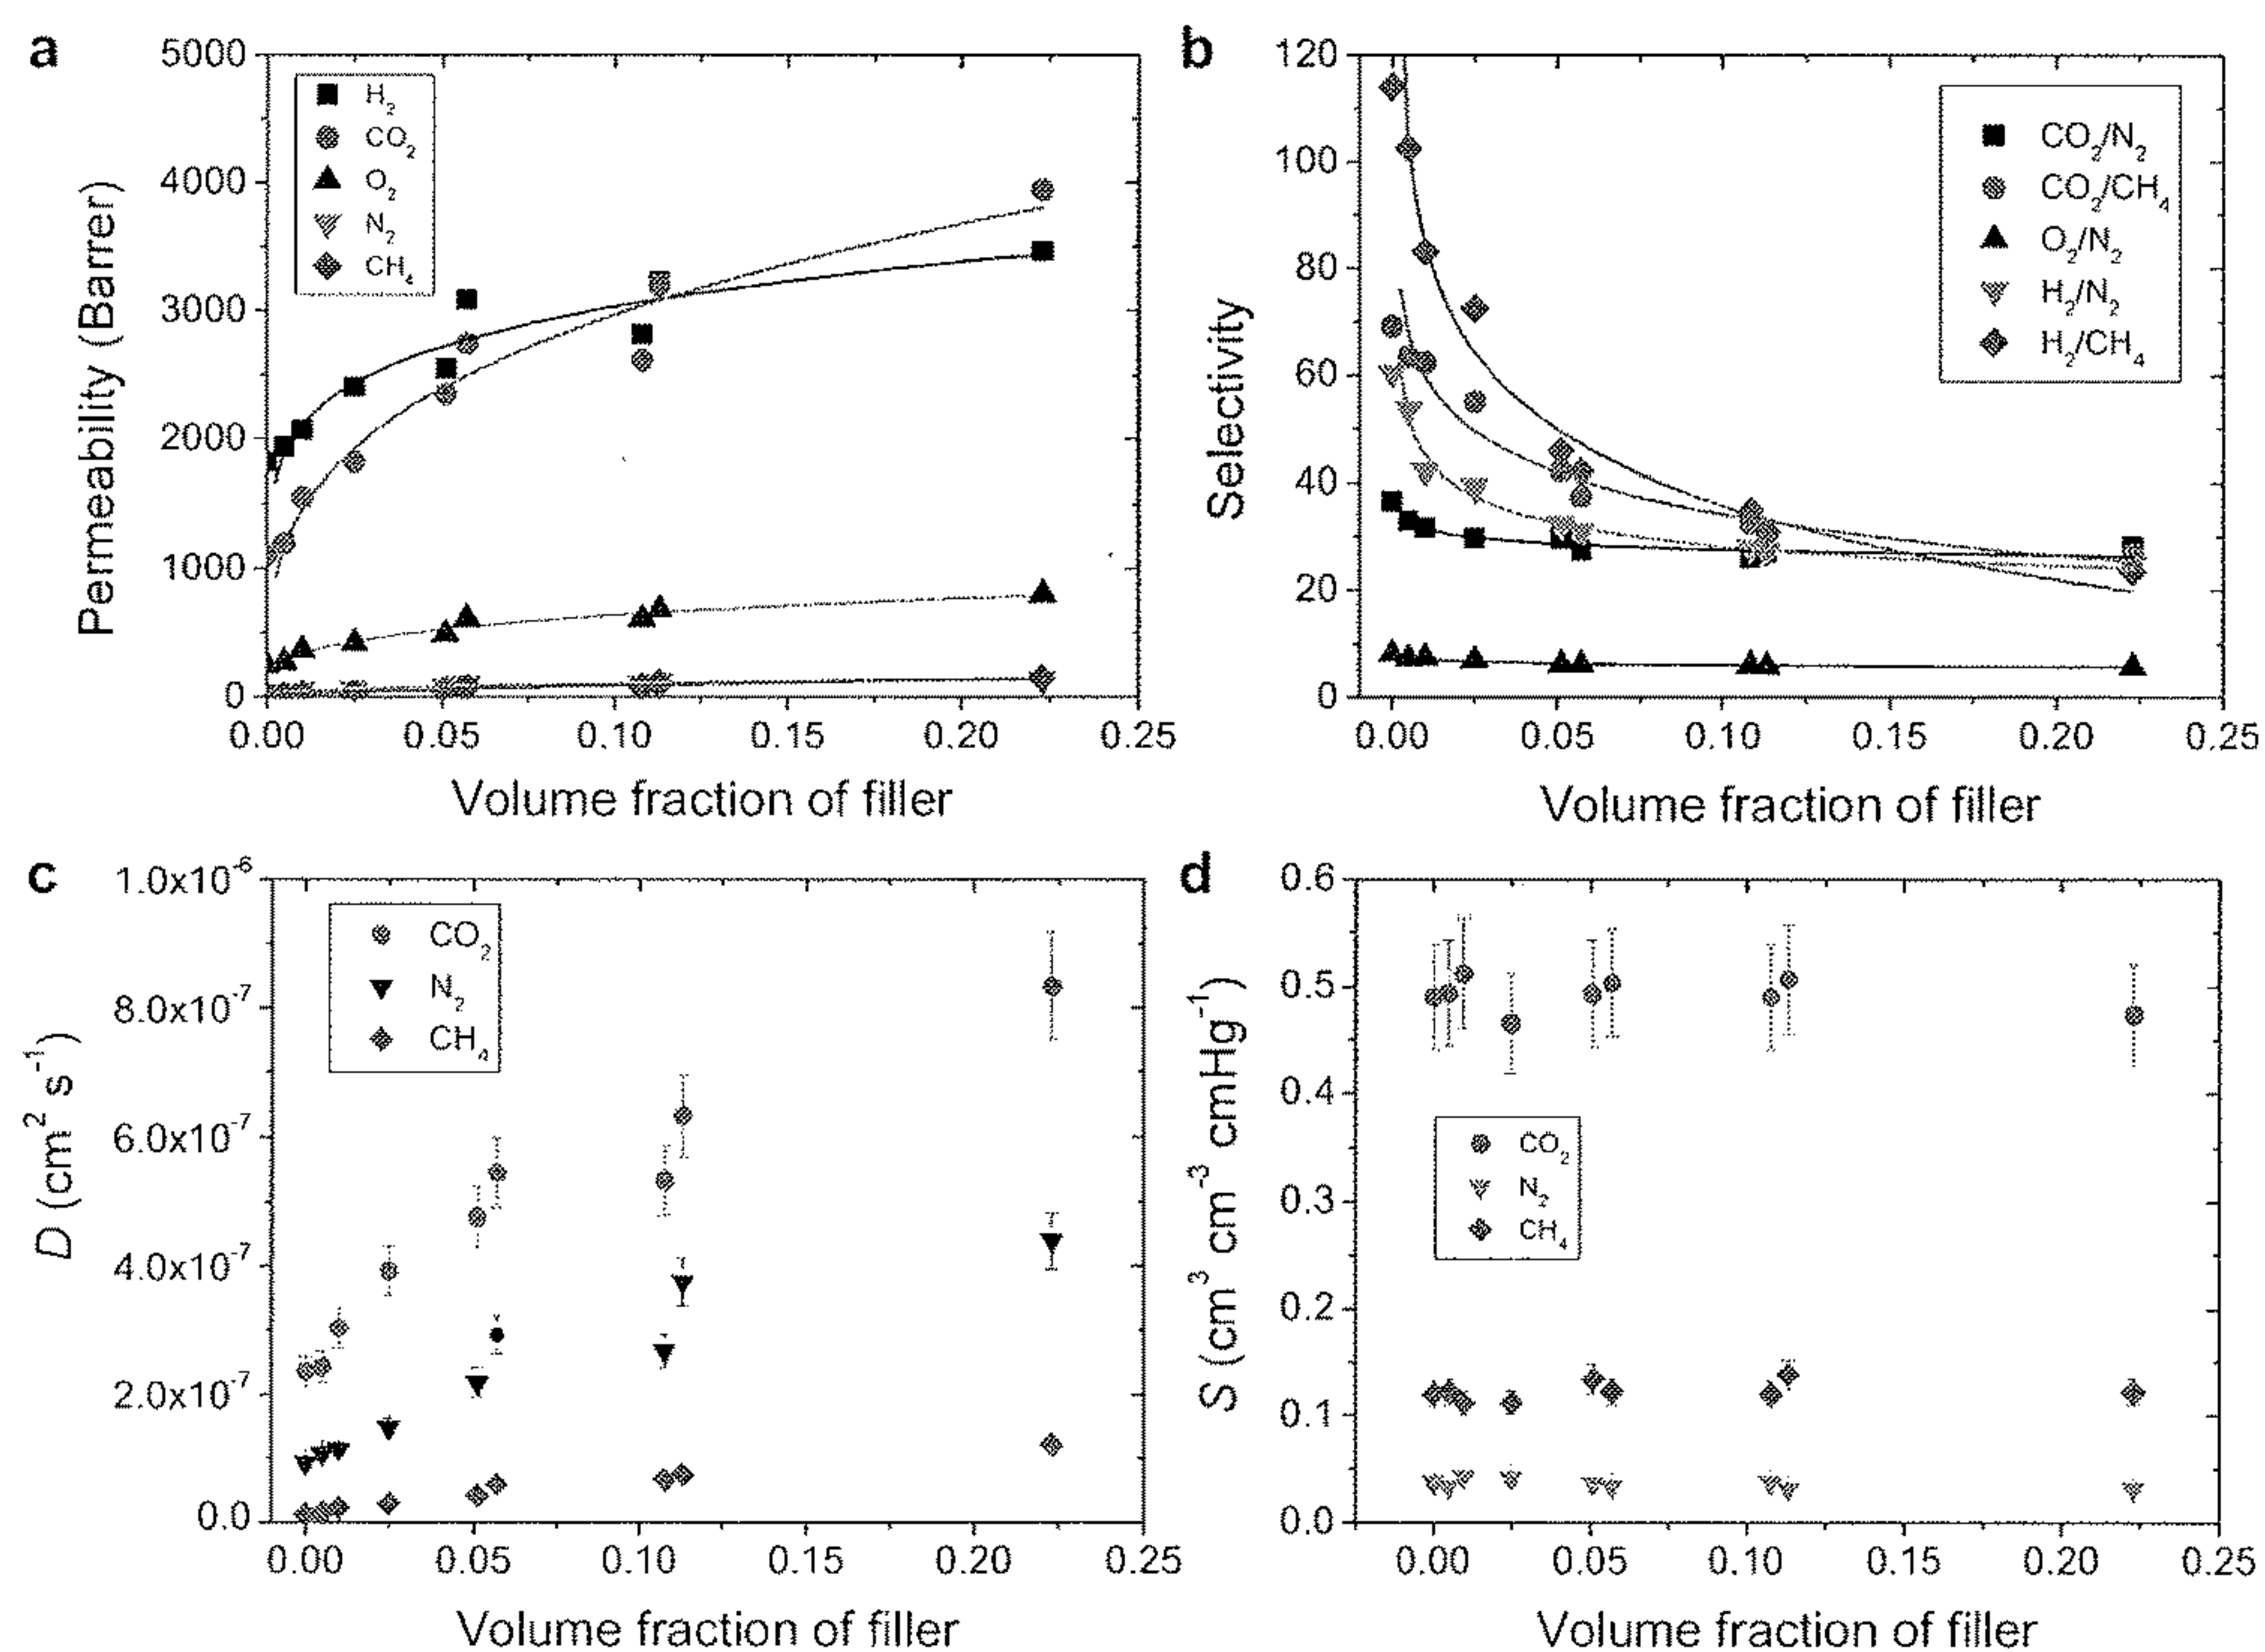 a
5000
4000
3000
2000
1000
0
Permeability (Barrer)
H₂
CO₂
O₂
N₂
CH₄
0.00 0.05 0.10 0.15 0.20 0.25
Volume fraction of filler
b
120
100
80
60
40
20
0
Selectivity
CO₂/N₂
CO₂/CH₄
O₂/N₂
H₂/N₂
H₂/CH₄
0.00 0.05 0.10 0.15 0.20 0.25
Volume fraction of filler
c
1.0x10⁻⁶
8.0x10⁻⁷
6.0x10⁻⁷
4.0x10⁻⁷
2.0x10⁻⁷
0.0
D (cm² s⁻¹)
CO₂
N₂
CH₄
0.00 0.05 0.10 0.15 0.20 0.25
Volume fraction of filler
d
0.6
0.5
0.4
0.3
0.2
0.1
0.0
S (cm³ cm⁻³ cmHg⁻¹)
CO₂
N₂
CH₄
0.00 0.05 0.10 0.15 0.20 0.25
Volume fraction of filler